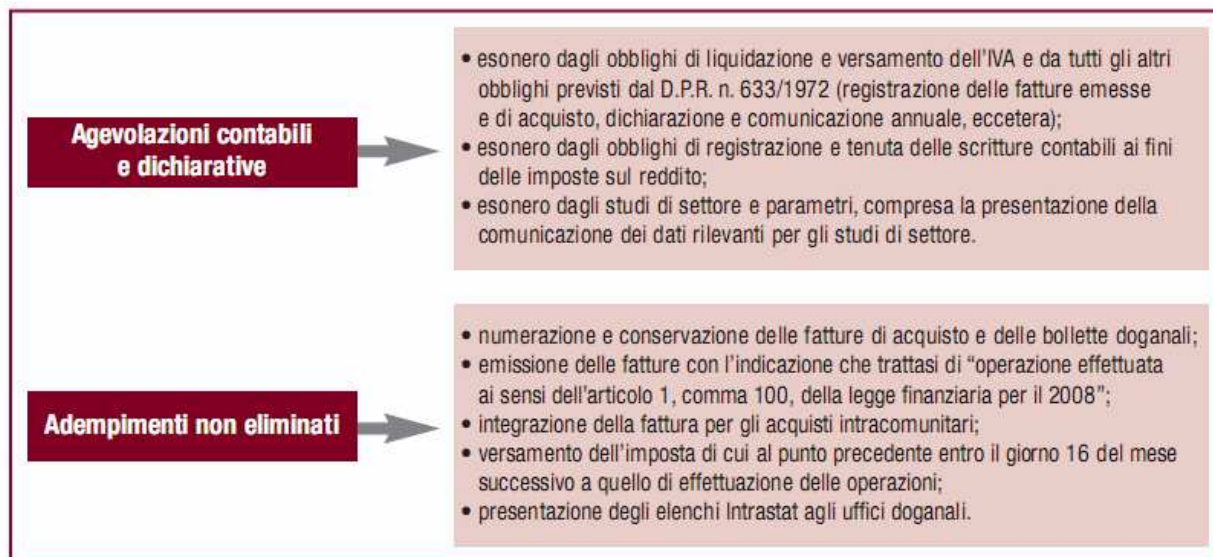 Agevolazioni contabili
e dichiarative
• esonero dagli obblighi di liquidazione e versamento dell'IVA e da tutti gli altri
obblighi previsti dal D.P.R. n. 633/1972 (registrazione delle fatture emesse
e di acquisto, dichiarazione e comunicazione annuale, eccetera);
• esonero dagli obblighi di registrazione e tenuta delle scritture contabili ai fini
delle imposte sul reddito;
• esonero dagli studi di settore e parametri, compresa la presentazione della
comunicazione dei dati rilevanti per gli studi di settore.
Adempimenti non eliminati
• numerazione e conservazione delle fatture di acquisto e delle bollette doganali;
• emissione delle fatture con l'indicazione che trattasi di “operazione effettuata
ai sensi dell'articolo 1, comma 100, della legge finanziaria per il 2008”;
• integrazione della fattura per gli acquisti intracomunitari;
• versamento dell'imposta di cui al punto precedente entro il giorno 16 del mese
successivo a quello di effettuazione delle operazioni;
• presentazione degli elenchi Intrastat agli uffici doganali.